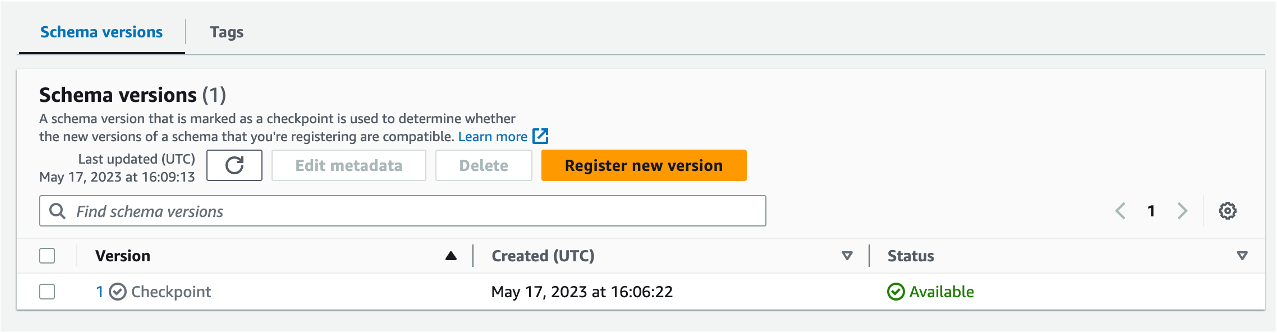 Schema versions Tags
Schema versions (1)
A schema version that is marked as a checkpoint is used to determine whether
the new versions of a schema that you're registering are compatible. Learn more
Last updated (UTC)
May 17, 2023 at 16:09:13
Edit metadata Delete Register new version
Find schema versions
1
Version Created (UTC) Status
1 Checkpoint May 17, 2023 at 16:06:22 Available